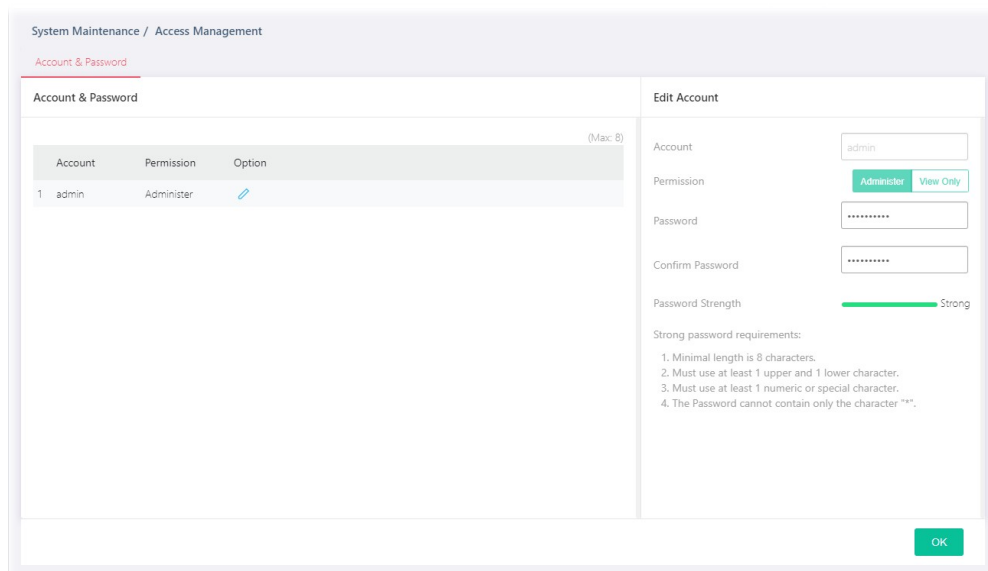 System Maintenance / Access Management
Account & Password
Account & Password
(Max: 8)
Account Permission Option
1 admin Administer
Edit Account
Account admin
Permission Administer View Only
Password ••••••••••
Confirm Password ••••••••••
Password Strength Strong
Strong password requirements:
1. Minimal length is 8 characters.
2. Must use at least 1 upper and 1 lower character.
3. Must use at least 1 numeric or special character.
4. The Password cannot contain only the character "*".
OK